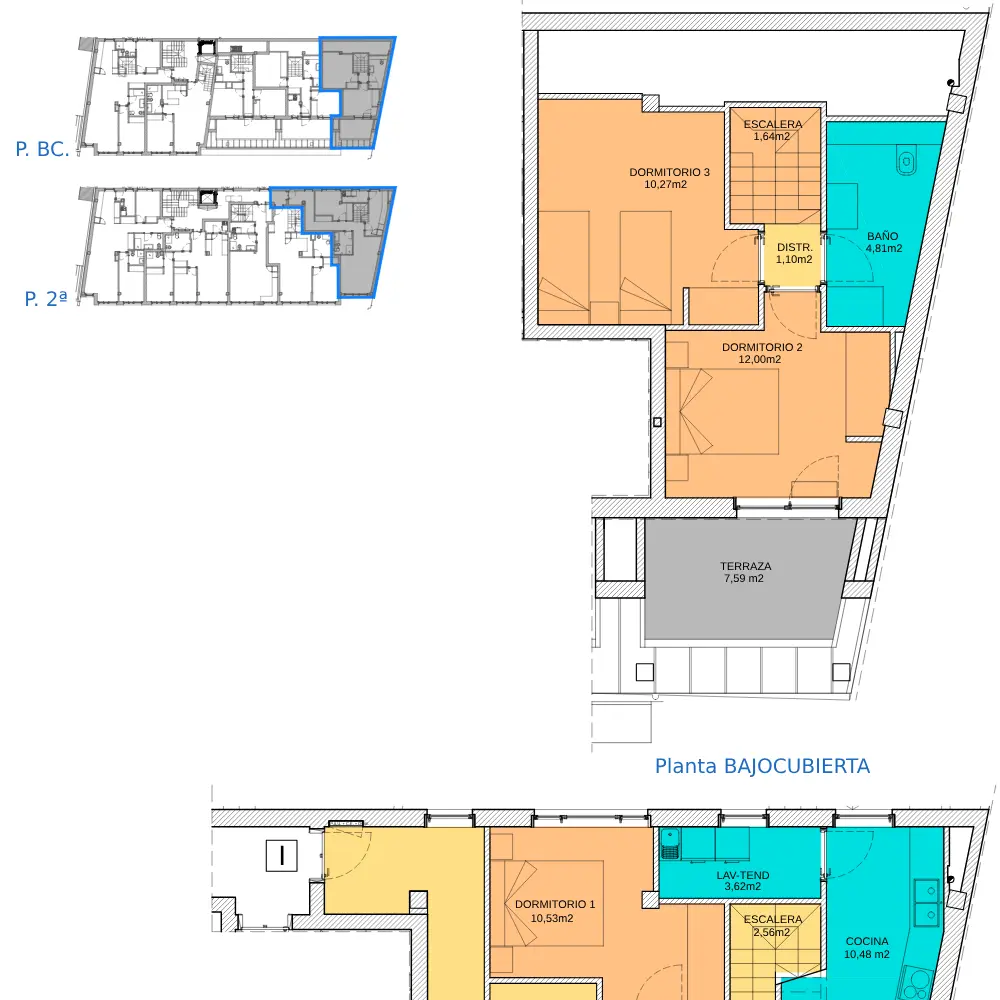 P. BC.
P. 2ª
ESCALERA
1,64m2
DORMITORIO 3
10,27m2
BAÑO
4,81m2
DISTR.
1,10m2
DORMITORIO 2
12,00m2
TERRAZA
7,59 m2
Planta BAJOCUBIERTA
I
LAV-TEND
3,62m2
DORMITORIO 1
10,53m2
ESCALERA
2,56m2
COCINA
10,48 m2